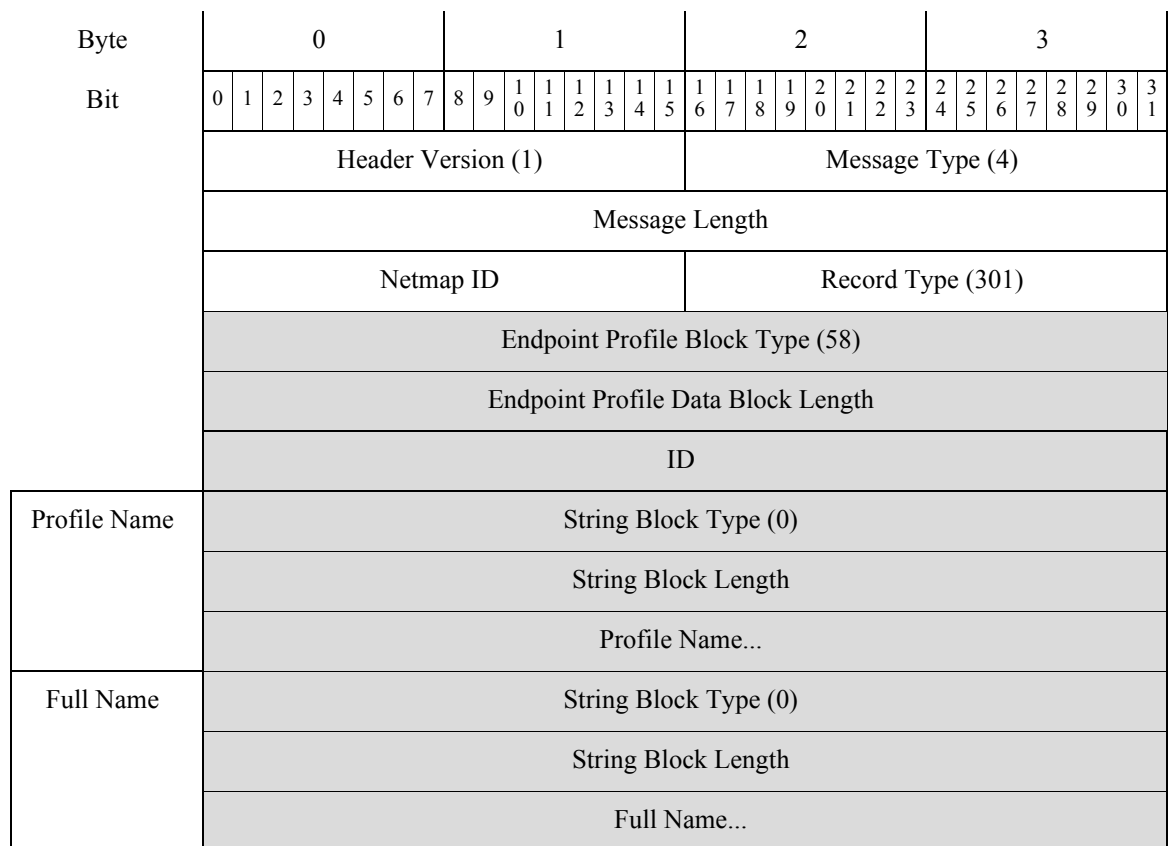 Byte 0 1 2 3
Bit 0 1 2 3 4 5 6 7 8 9 10 11 12 13 14 15 16 17 18 19 20 21 22 23 24 25 26 27 28 29 30 31
Header Version (1) Message Type (4)
Message Length
Netmap ID Record Type (301)
Endpoint Profile Block Type (58)
Endpoint Profile Data Block Length
ID
Profile Name String Block Type (0)
String Block Length
Profile Name...
Full Name String Block Type (0)
String Block Length
Full Name...